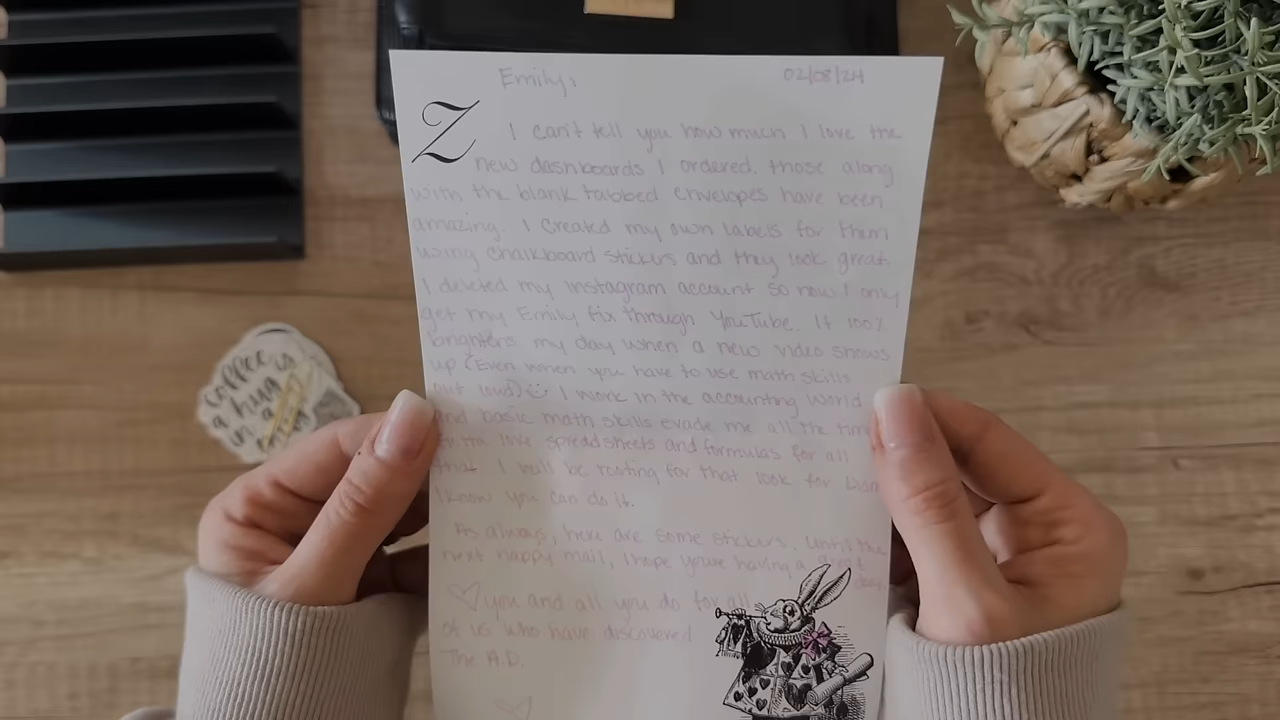 Emily, 02/08/24
Z I can't tell you how much I love the
new dashboards I ordered. those along
with the blank tabbed envelopes have been
amazing. I created my own labels for them
using chalkboard stickers and they look great.
I deleted my instagram account so now I only
get my Emily fix through YouTube. It 100%
brightens my day when a new video shows
up (Even when you have to use math skills
out loud) I work in the accounting world
and basic math skills evade me all the time
Gotta love spreadsheets and formulas for all
that. I will be rooting for that look for
I know you can do it.
As always, here are some stickers. Until the
next happy mail, I hope you're having a great
day.
you and all you do for all
of us who have discovered
The A.D.
coffee is
a hug
in a
mug